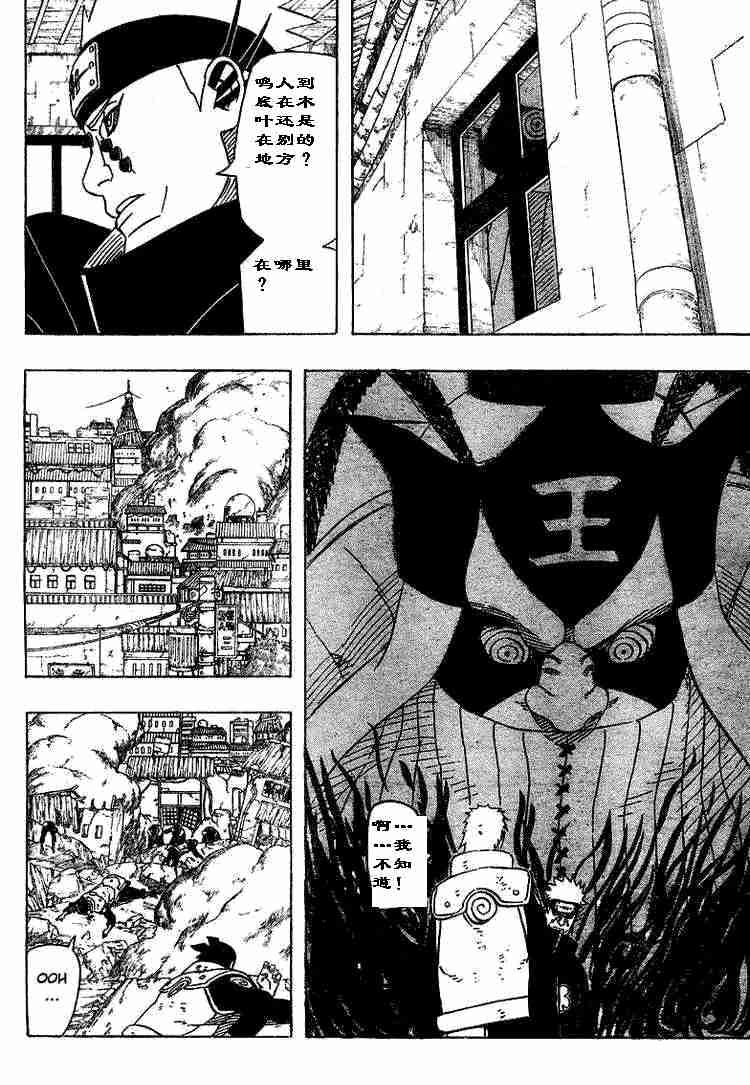 鸣人到
底在木
叶还是
在别的
地方？
在哪里
？
王
啊……
……我
不知
道！
OOH
...